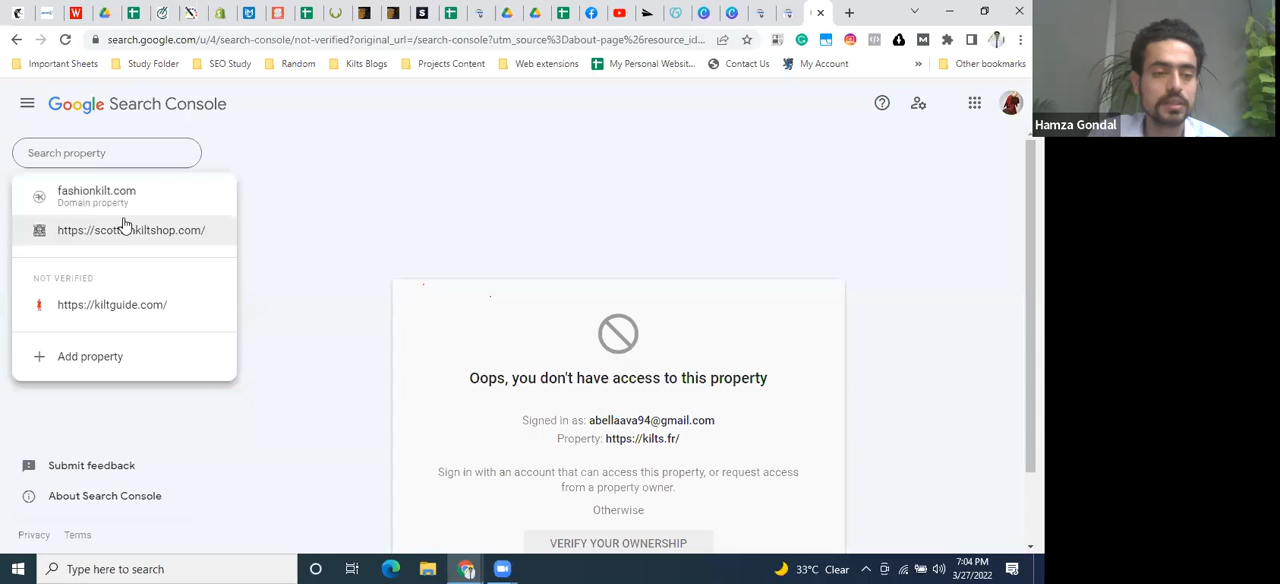 search.google.com/u/4/search-console/not-verified?original_url=/search-console?utm_source%3Dabout-page%26resource_id...
Important Sheets
Study Folder
SEO Study
Random
Kilts Blogs
Projects Content
Web extensions
My Personal Websit...
Contus Us
My Account
»
Other bookmarks
Hamza Gondal
Google Search Console
Search property
fashionkilt.com
Domain property
https://scott kiltshop.com/
NOT VERIFIED
https://kiltguide.com/
Add property
Oops, you don't have access to this property
Signed in as: abellaava94@gmail.com
Property: https://kilts.fr/
Sign in with an account that can access this property, or request access
from a property owner.
Otherwise
VERIFY YOUR OWNERSHIP
Submit feedback
About Search Console
Privacy Terms
Type here to search
33°C Clear
7:04 PM
3/27/2022